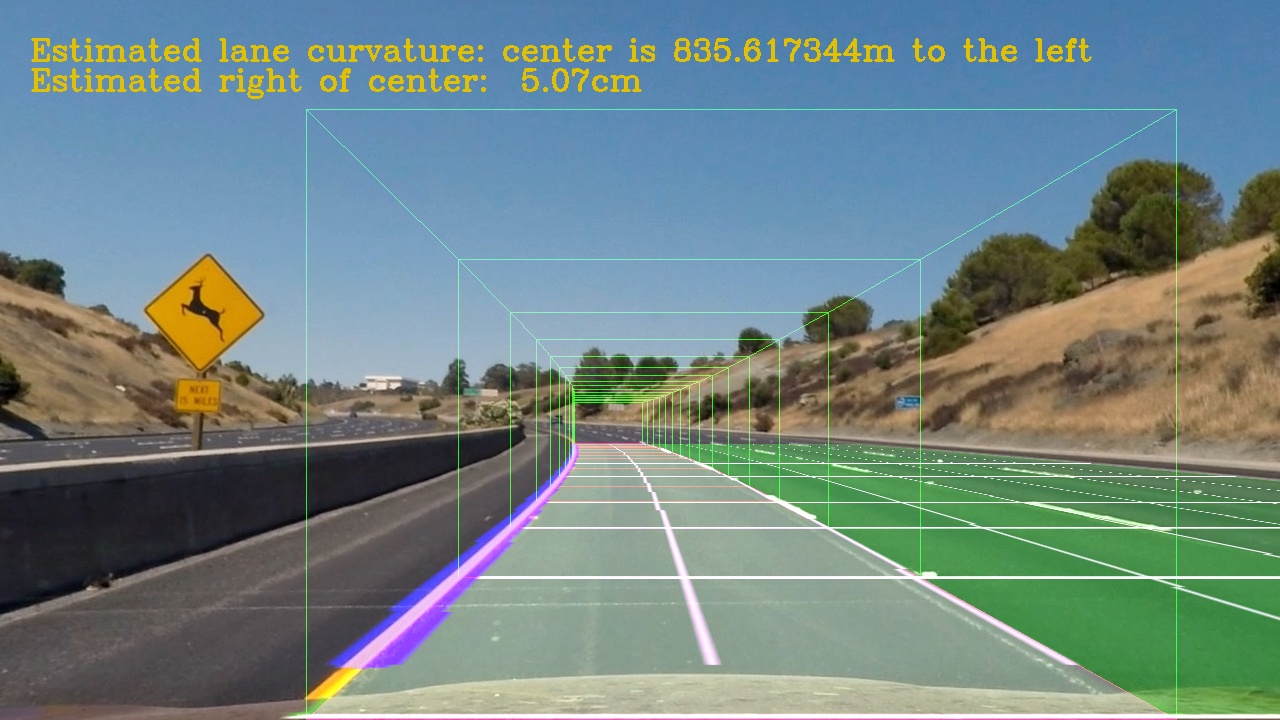 Estimated lane curvature: center is 835.617344m to the left
Estimated right of center:  5.07cm
NEXT
15 MILES